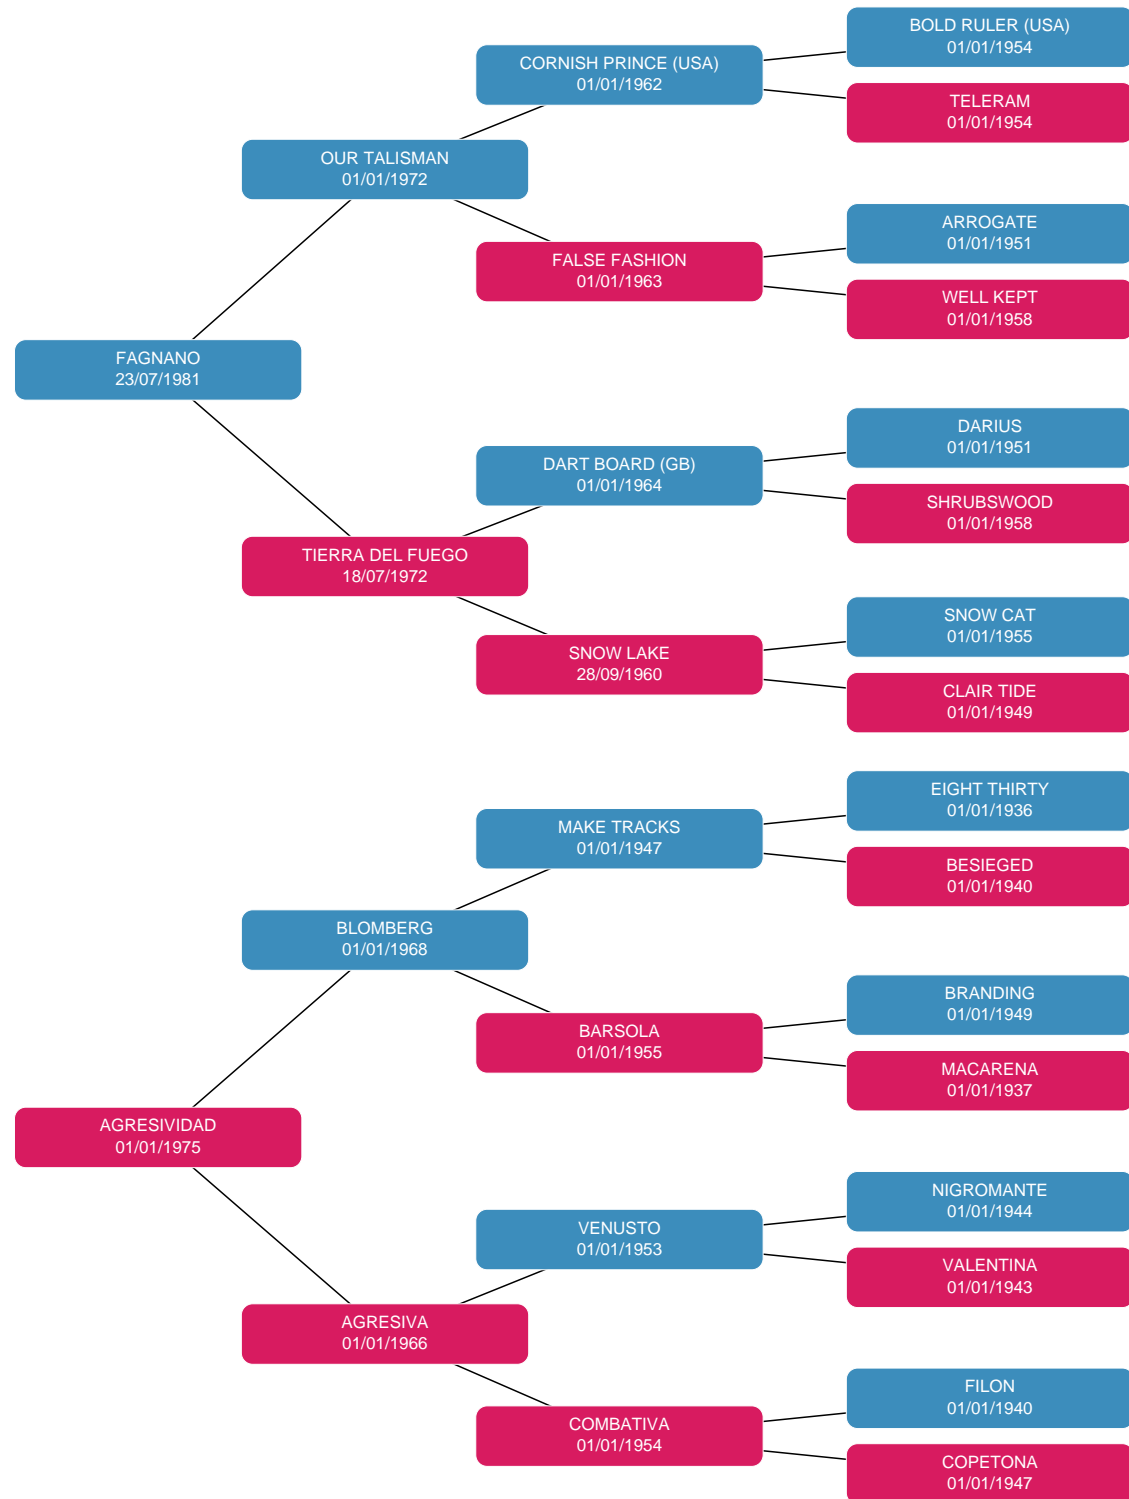 BOLD RULER (USA)
01/01/1954
CORNISH PRINCE (USA)
01/01/1962
TELERAM
01/01/1954
OUR TALISMAN
01/01/1972
ARROGATE
01/01/1951
FALSE FASHION
01/01/1963
WELL KEPT
01/01/1958
FAGNANO
23/07/1981
DARIUS
01/01/1951
DART BOARD (GB)
01/01/1964
SHRUBSWOOD
01/01/1958
TIERRA DEL FUEGO
18/07/1972
SNOW CAT
01/01/1955
SNOW LAKE
28/09/1960
CLAIR TIDE
01/01/1949
EIGHT THIRTY
01/01/1936
MAKE TRACKS
01/01/1947
BESIEGED
01/01/1940
BLOMBERG
01/01/1968
BRANDING
01/01/1949
BARSOLA
01/01/1955
MACARENA
01/01/1937
AGRESIVIDAD
01/01/1975
NIGROMANTE
01/01/1944
VENUSTO
01/01/1953
VALENTINA
01/01/1943
AGRESIVA
01/01/1966
FILON
01/01/1940
COMBATIVA
01/01/1954
COPETONA
01/01/1947